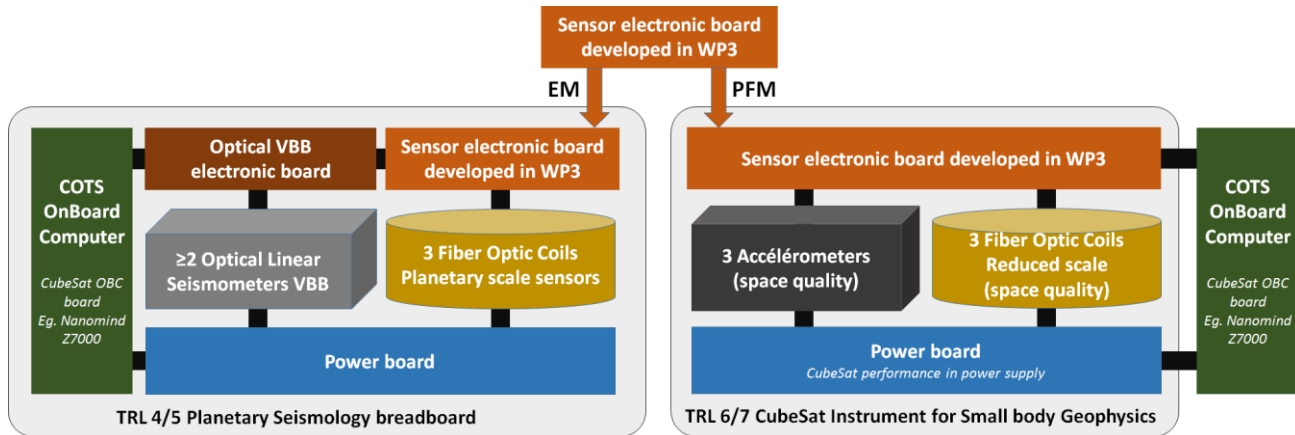 Sensor electronic board
developed in WP3
EM
PFM
COTS
OnBoard
Computer
CubeSat OBC
board
Eg. Nanomind
Z7000
Optical VBB
electronic board
Sensor electronic board
developed in WP3
≥2 Optical Linear
Seismometers VBB
3 Fiber Optic Coils
Planetary scale sensors
Power board
TRL 4/5 Planetary Seismology breadboard
Sensor electronic board developed in WP3
3 Accéléromèters
(space quality)
3 Fiber Optic Coils
Reduced scale
(space quality)
Power board
CubeSat performance in power supply
COTS
OnBoard
Computer
CubeSat OBC
board
Eg. Nanomind
Z7000
TRL 6/7 CubeSat Instrument for Small body Geophysics